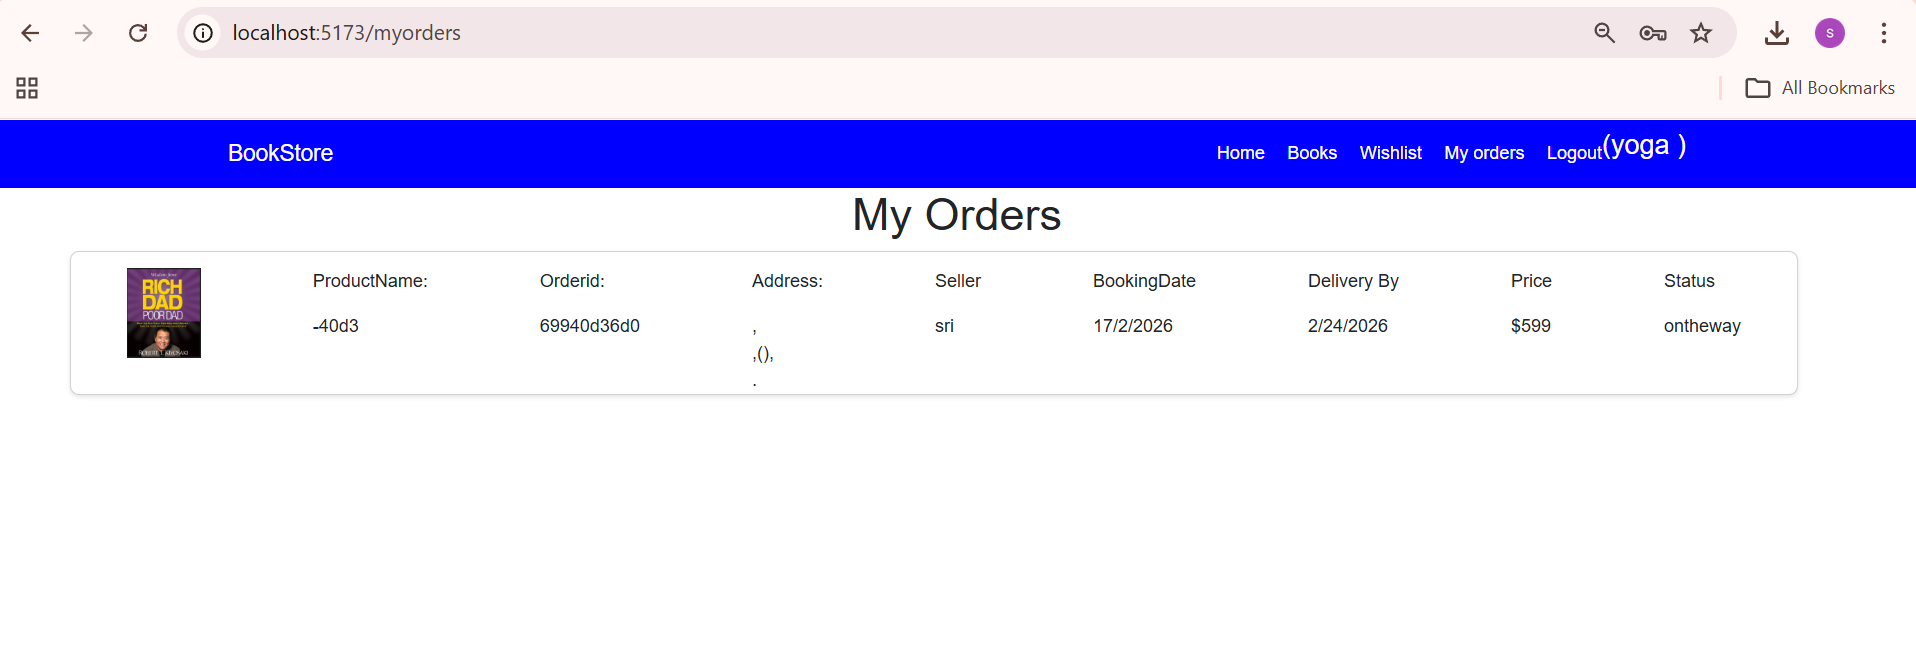 localhost:5173/myorders
S
All Bookmarks
BookStore Home Books Wishlist My orders Logout(yoga )
My Orders
RICH
DAD
POOR DAD
ROBERT T. KIYOSAKI
ProductName: Orderid: Address: Seller BookingDate Delivery By Price Status
-40d3 69940d36d0 , sri 17/2/2026 2/24/2026 $599 ontheway
,(),
.